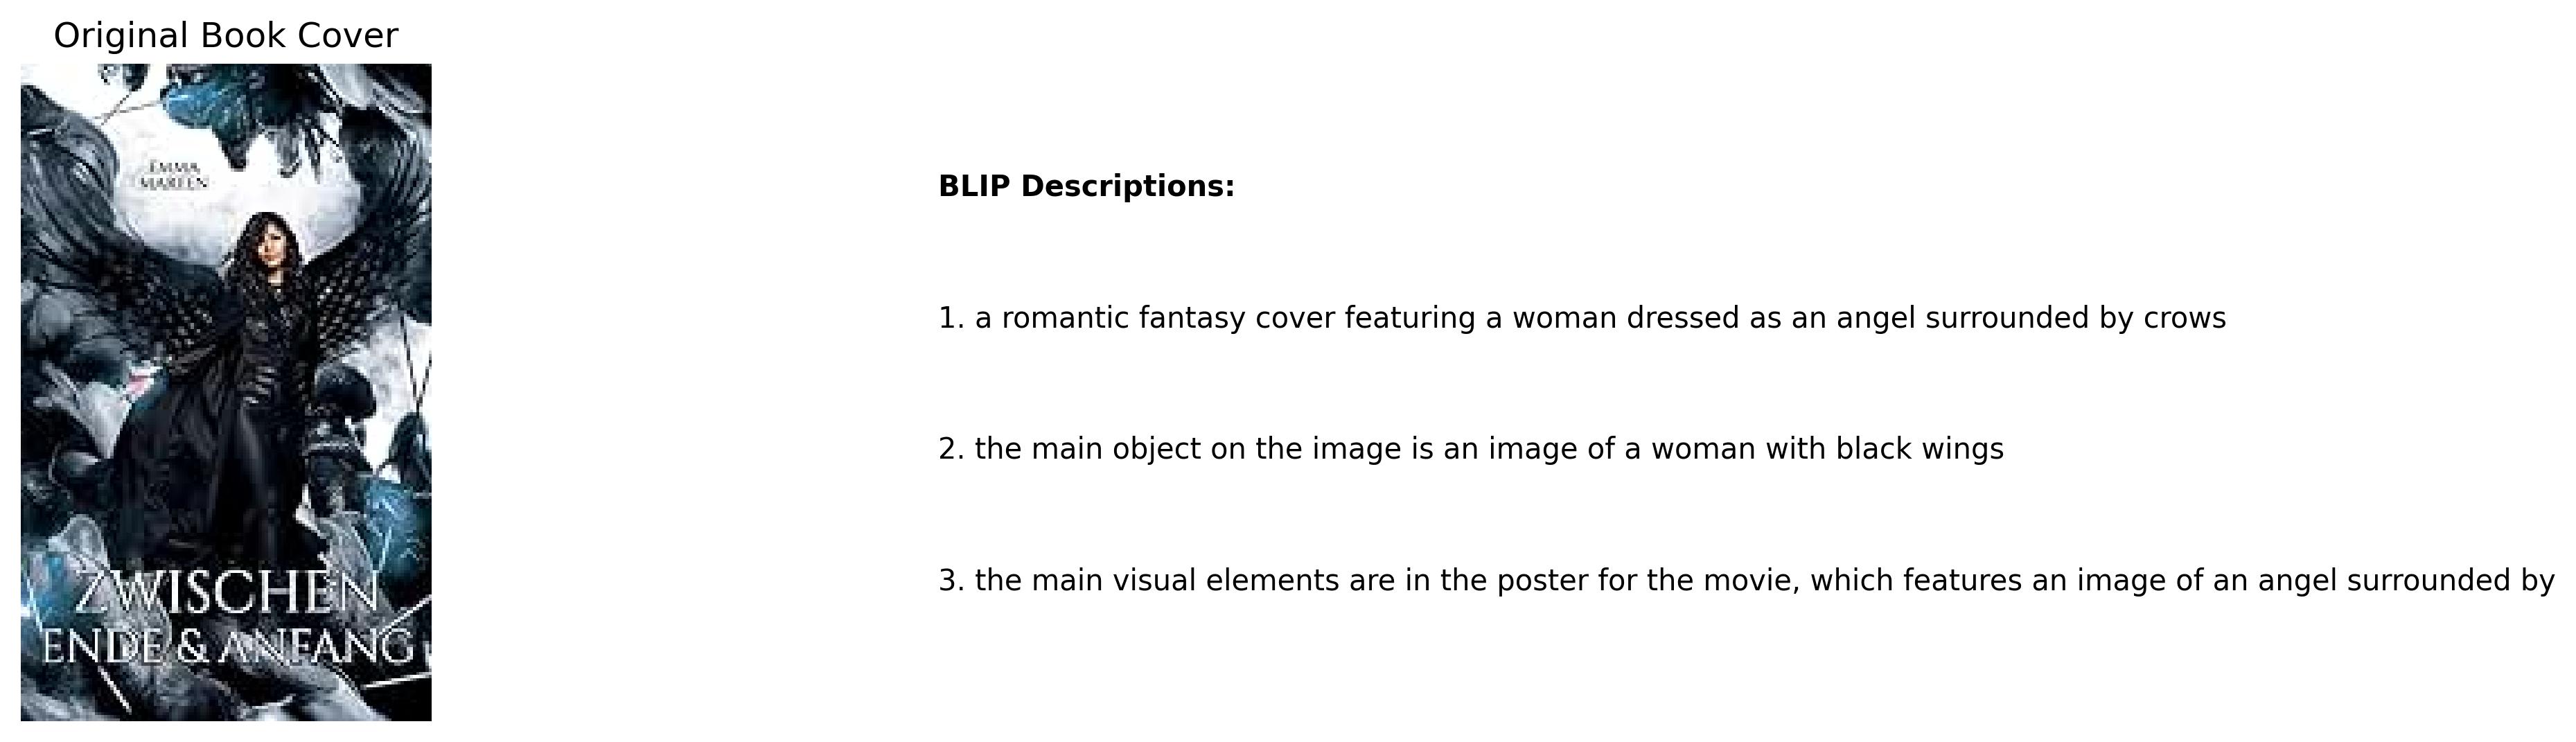 Original Book Cover
EMMA
MAREEN
ZWISCHEN
ENDE & ANFANG
BLIP Descriptions:
1. a romantic fantasy cover featuring a woman dressed as an angel surrounded by crows
2. the main object on the image is an image of a woman with black wings
3. the main visual elements are in the poster for the movie, which features an image of an angel surrounded by